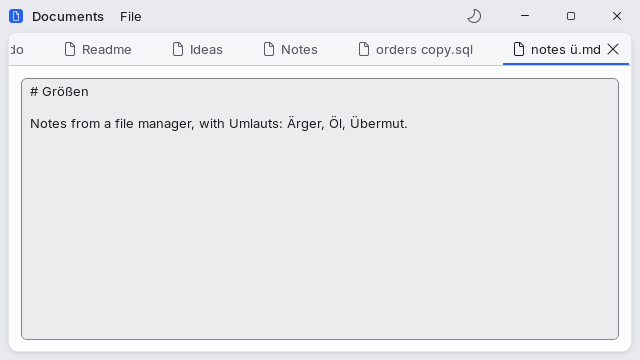 Documents File
do Readme Ideas Notes orders copy.sql notes ü.md
# Größen
Notes from a file manager, with Umlauts: Ärger, Öl, Übermut.